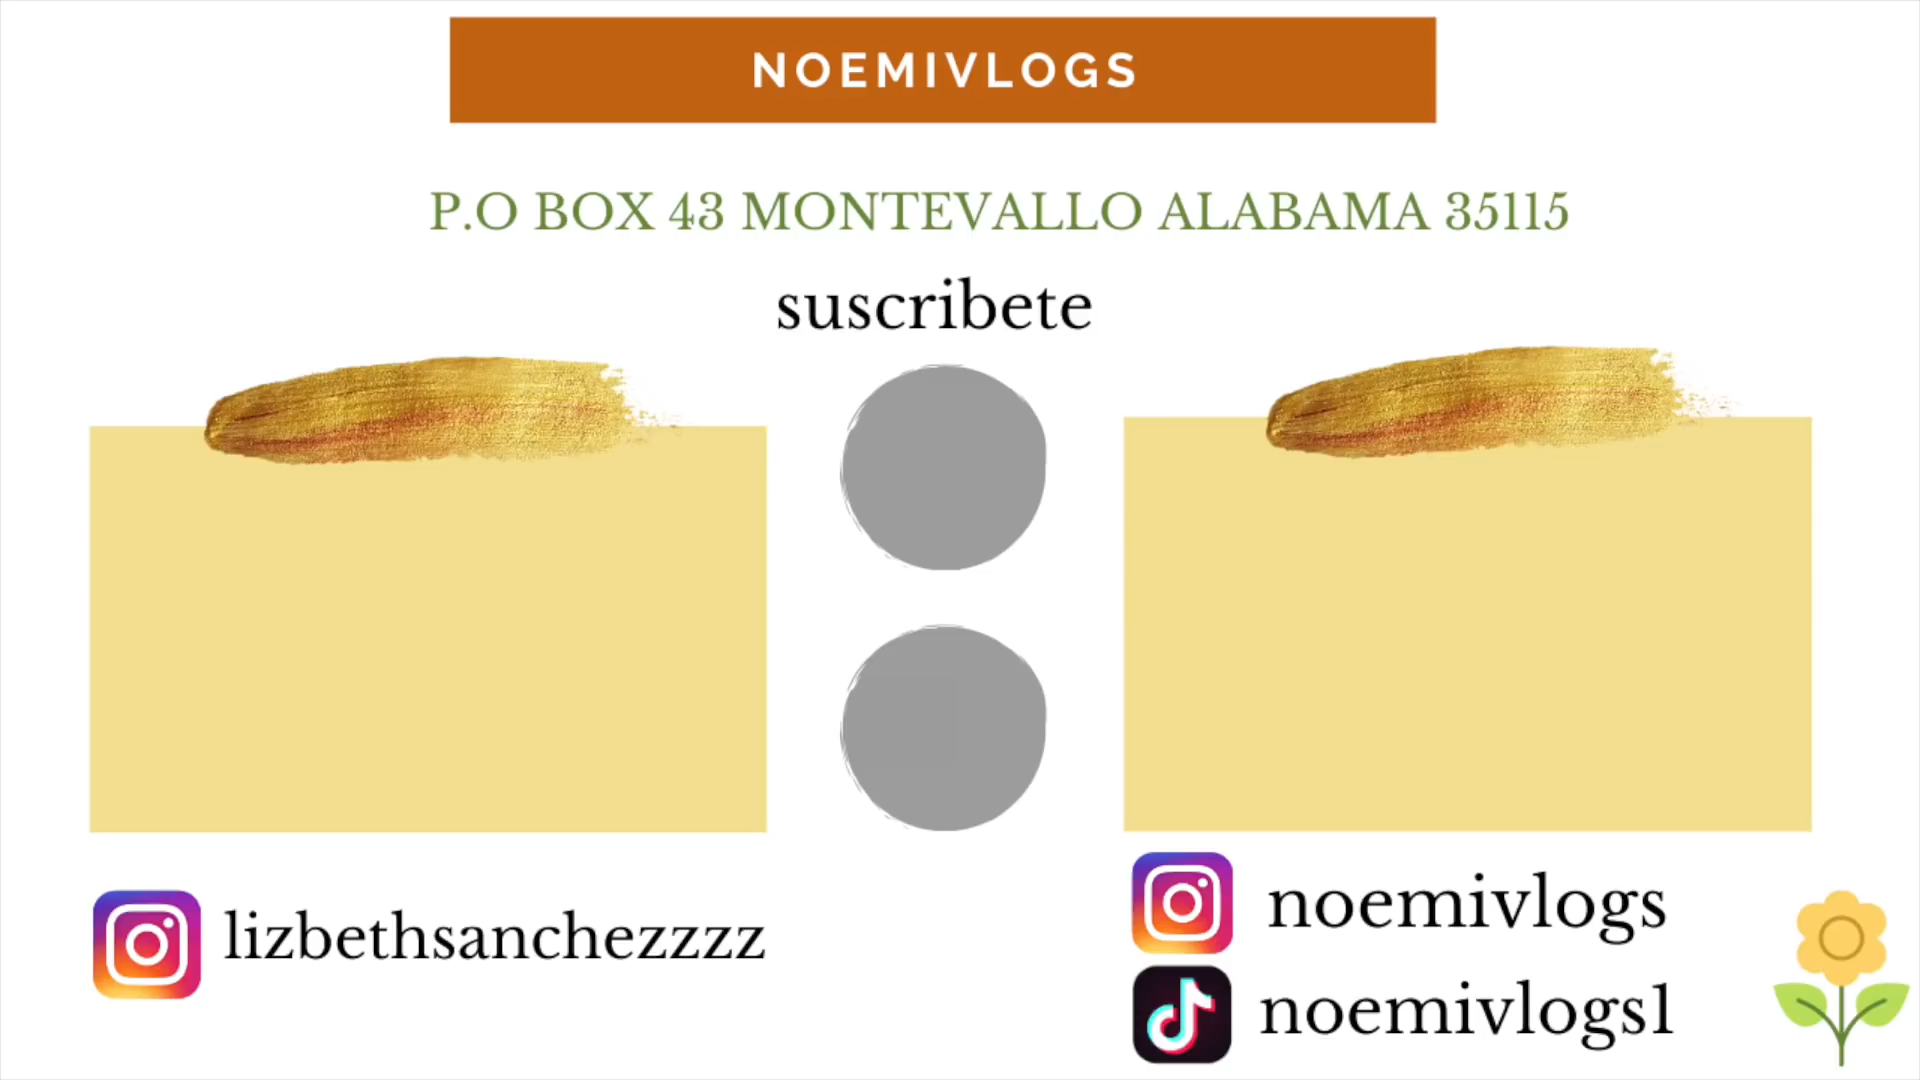 NOEMIVLOGS
P.O BOX 43 MONTEVALLO ALABAMA 35115
suscribete
lizbethsanchezzzz
noemivlogs
noemivlogs1